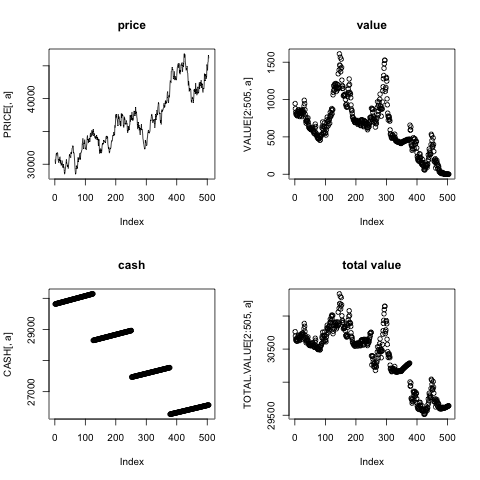 price
PRICE[, a]
30000
40000
0 100 200 300 400 500
Index
value
VALUE[2:505, a]
0
500
1000
1500
0 100 200 300 400 500
Index
cash
CASH[, a]
27000
29000
0 100 200 300 400 500
Index
total value
TOTAL.VALUE[2:505, a]
29500
30500
0 100 200 300 400 500
Index